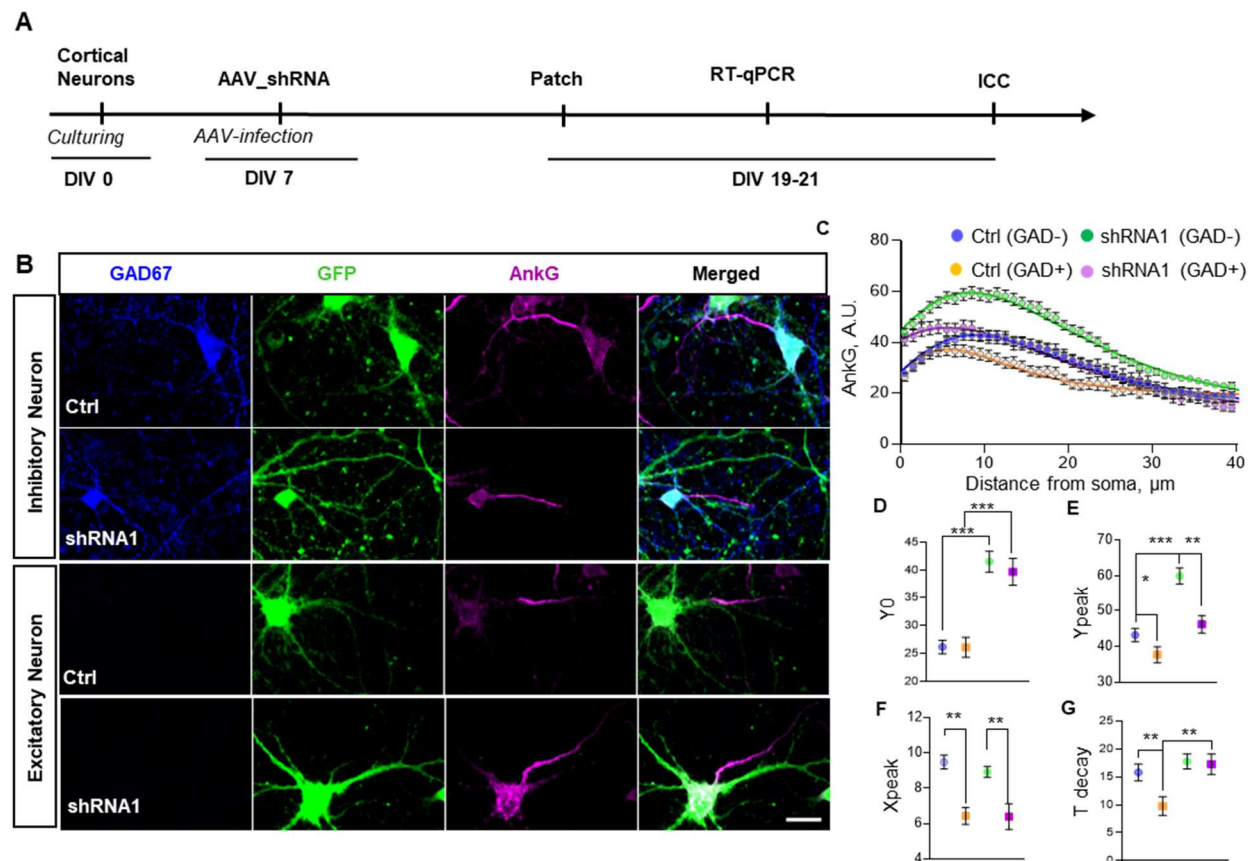 A
Cortical
Neurons
AAV_shRNA
Patch
RT-qPCR
ICC
Culturing
AAV-infection
DIV 0
DIV 7
DIV 19-21
B
GAD67
GFP
AnkG
Merged
Inhibitory Neuron
Ctrl
shRNA1
Excitatory Neuron
Ctrl
shRNA1
C
Ctrl (GAD-)
shRNA1 (GAD-)
Ctrl (GAD+)
shRNA1 (GAD+)
AnkG, A.U.
80
60
40
20
0
0 10 20 30 40
Distance from soma, μm
D
*** ***
Y0
45
40
35
30
25
20
E
*** **
*
Ypeak
70
60
50
40
30
F
** **
Xpeak
12
10
8
6
4
G
** **
T decay
25
20
15
10
5
0